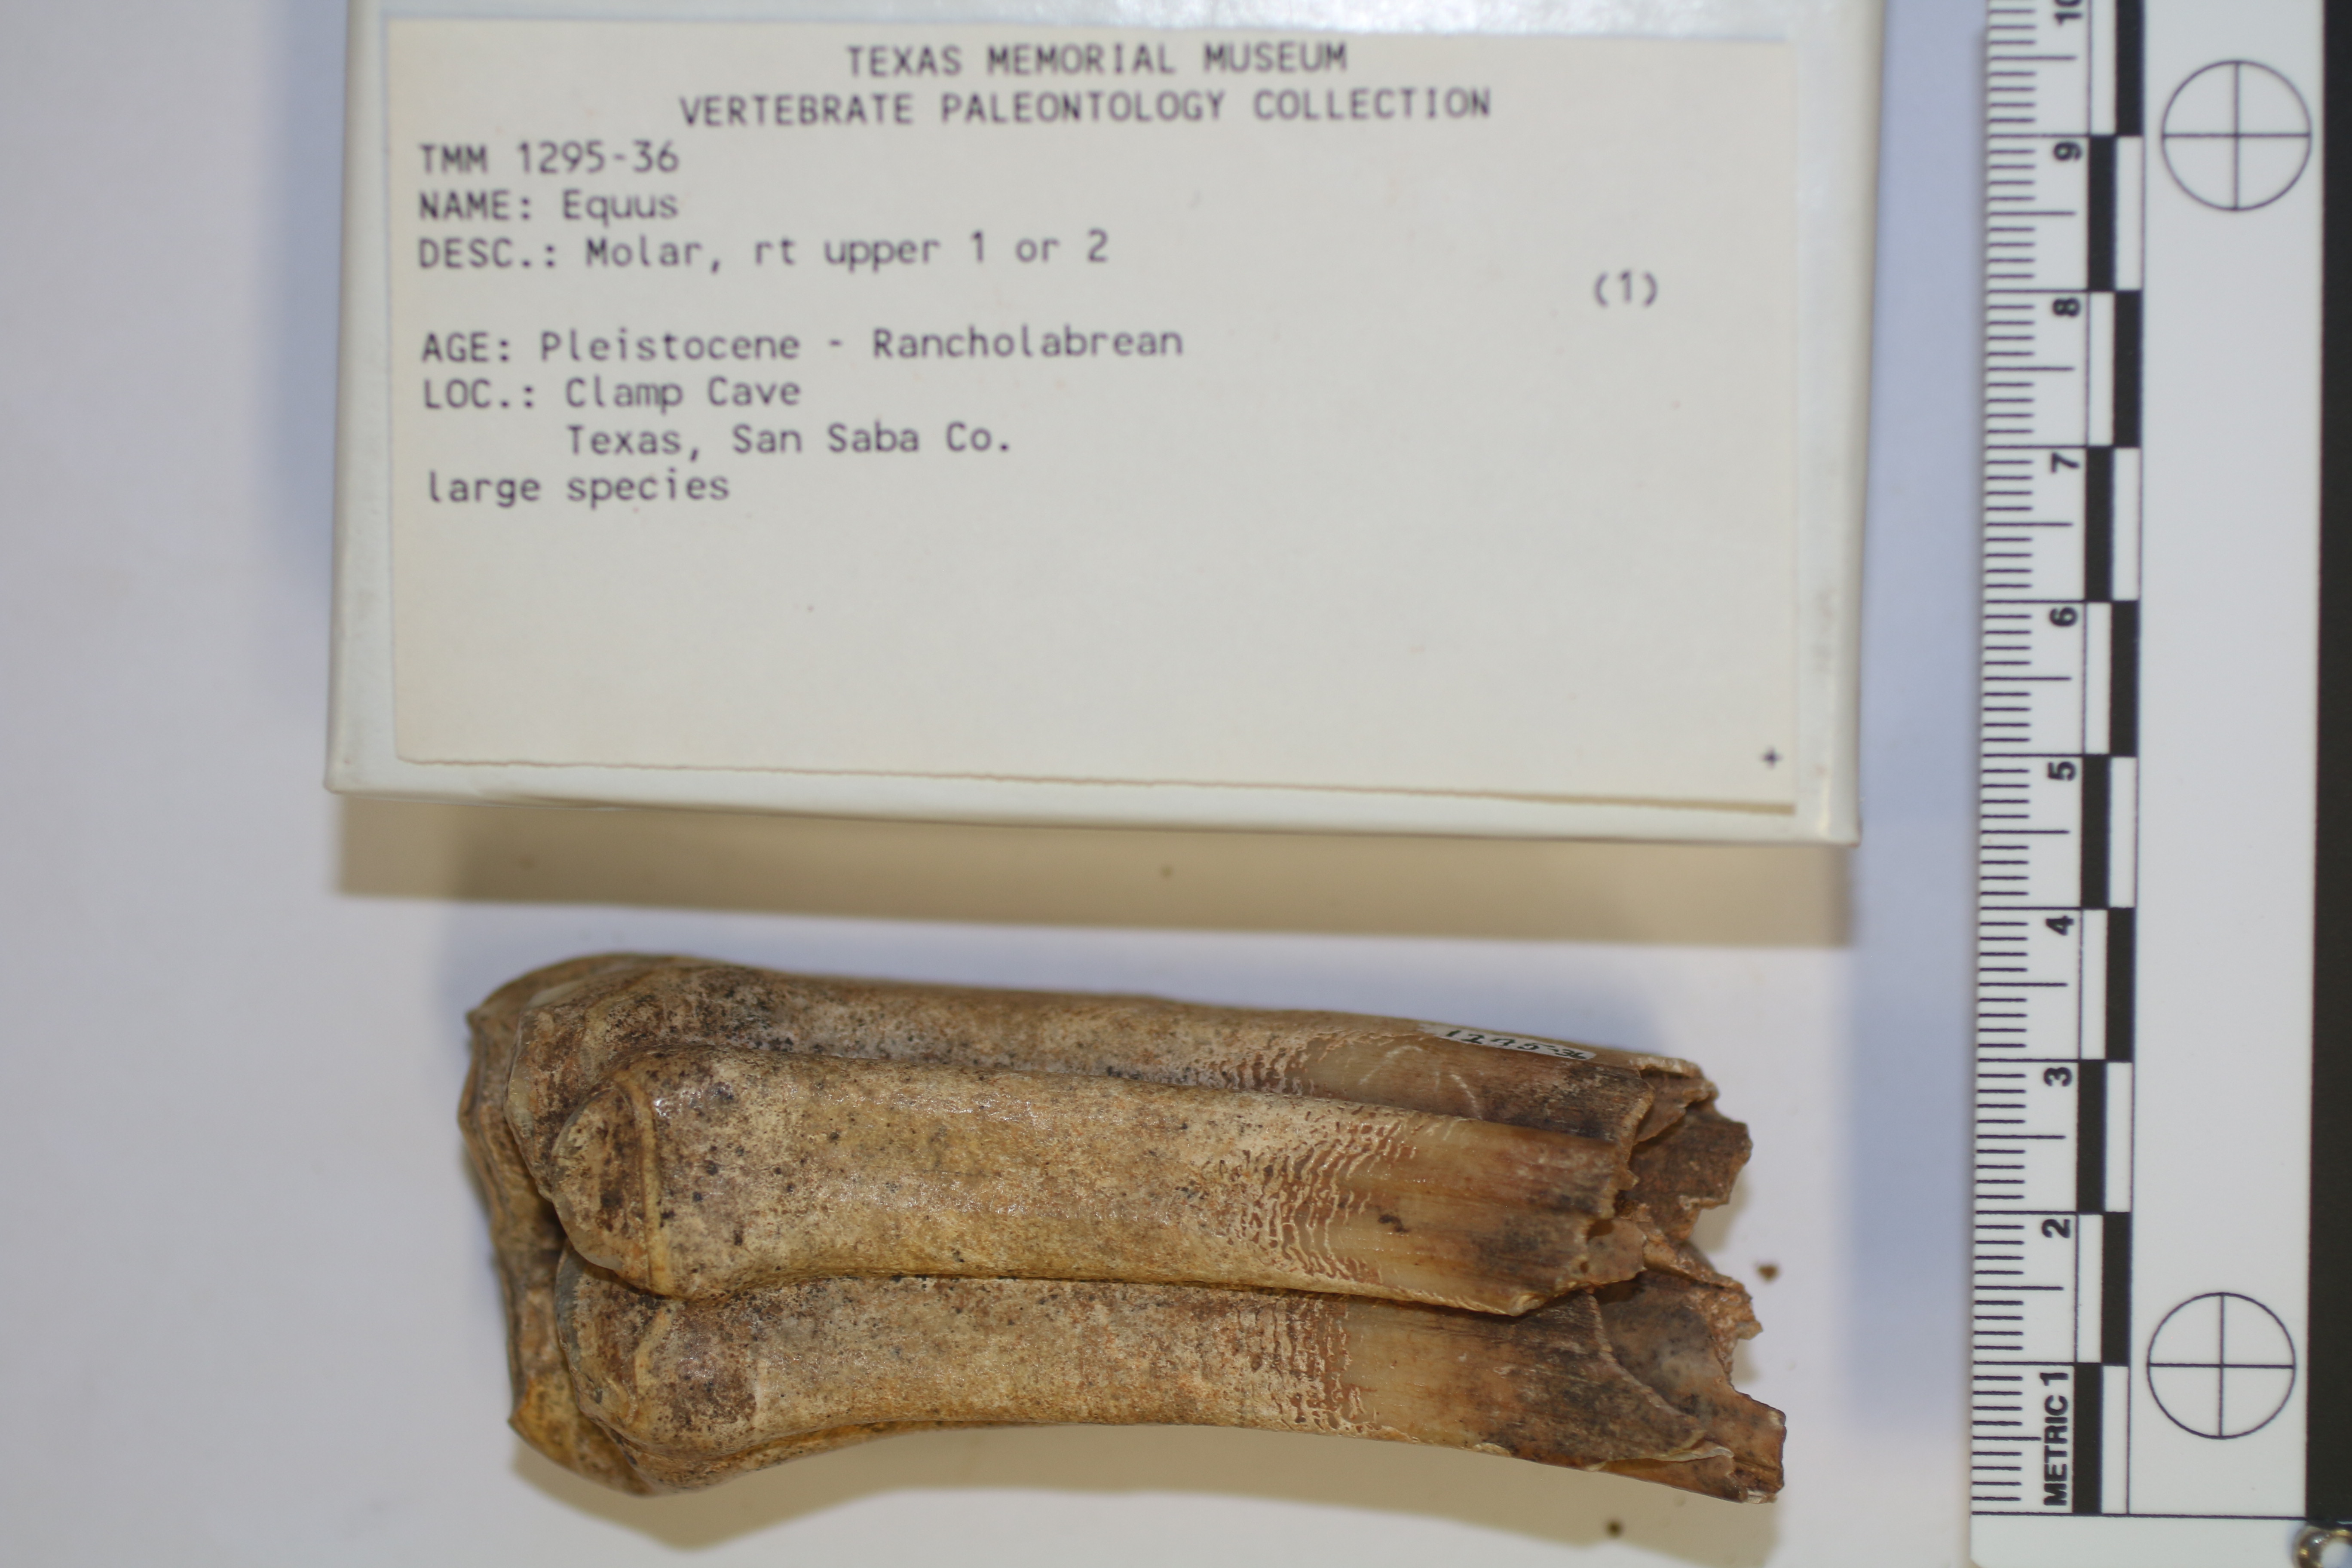 TEXAS MEMORIAL MUSEUM
VERTEBRATE PALEONTOLOGY COLLECTION
TMM 1295-36
NAME: Equus
DESC.: Molar, rt upper 1 or 2
(1)
AGE: Pleistocene - Rancholabrean
LOC.: Clamp Cave
Texas, San Saba Co.
large species
+
1295-36
10
9
8
7
6
5
4
3
2
METRIC 1